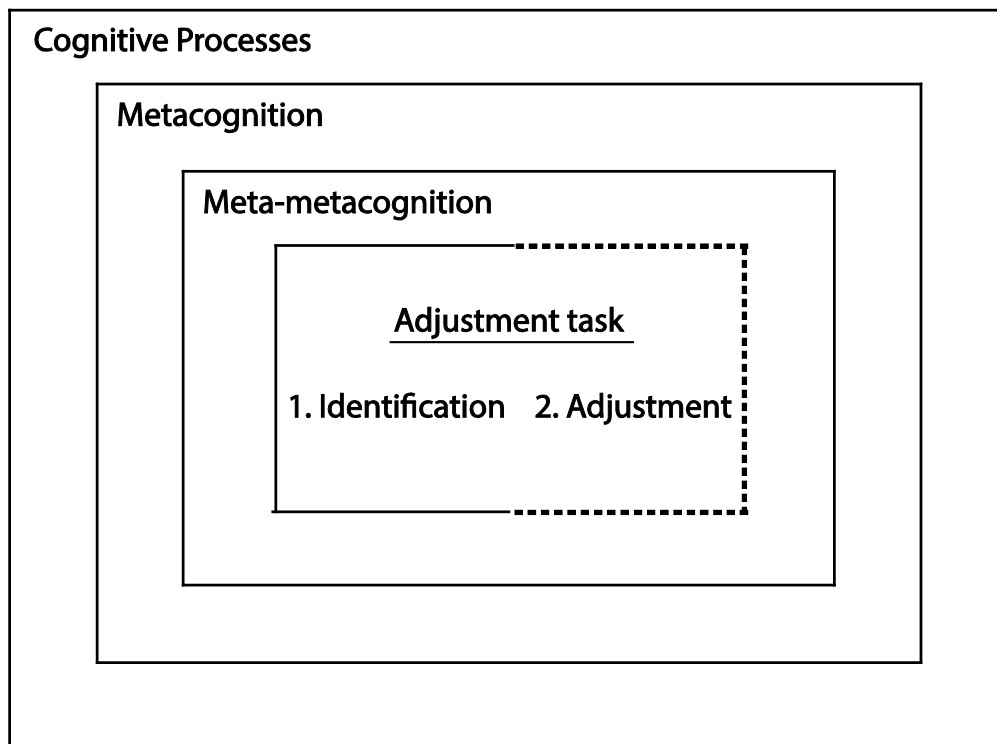 Cognitive Processes
Metacognition
Meta-metacognition
Adjustment task
1. Identification 2. Adjustment